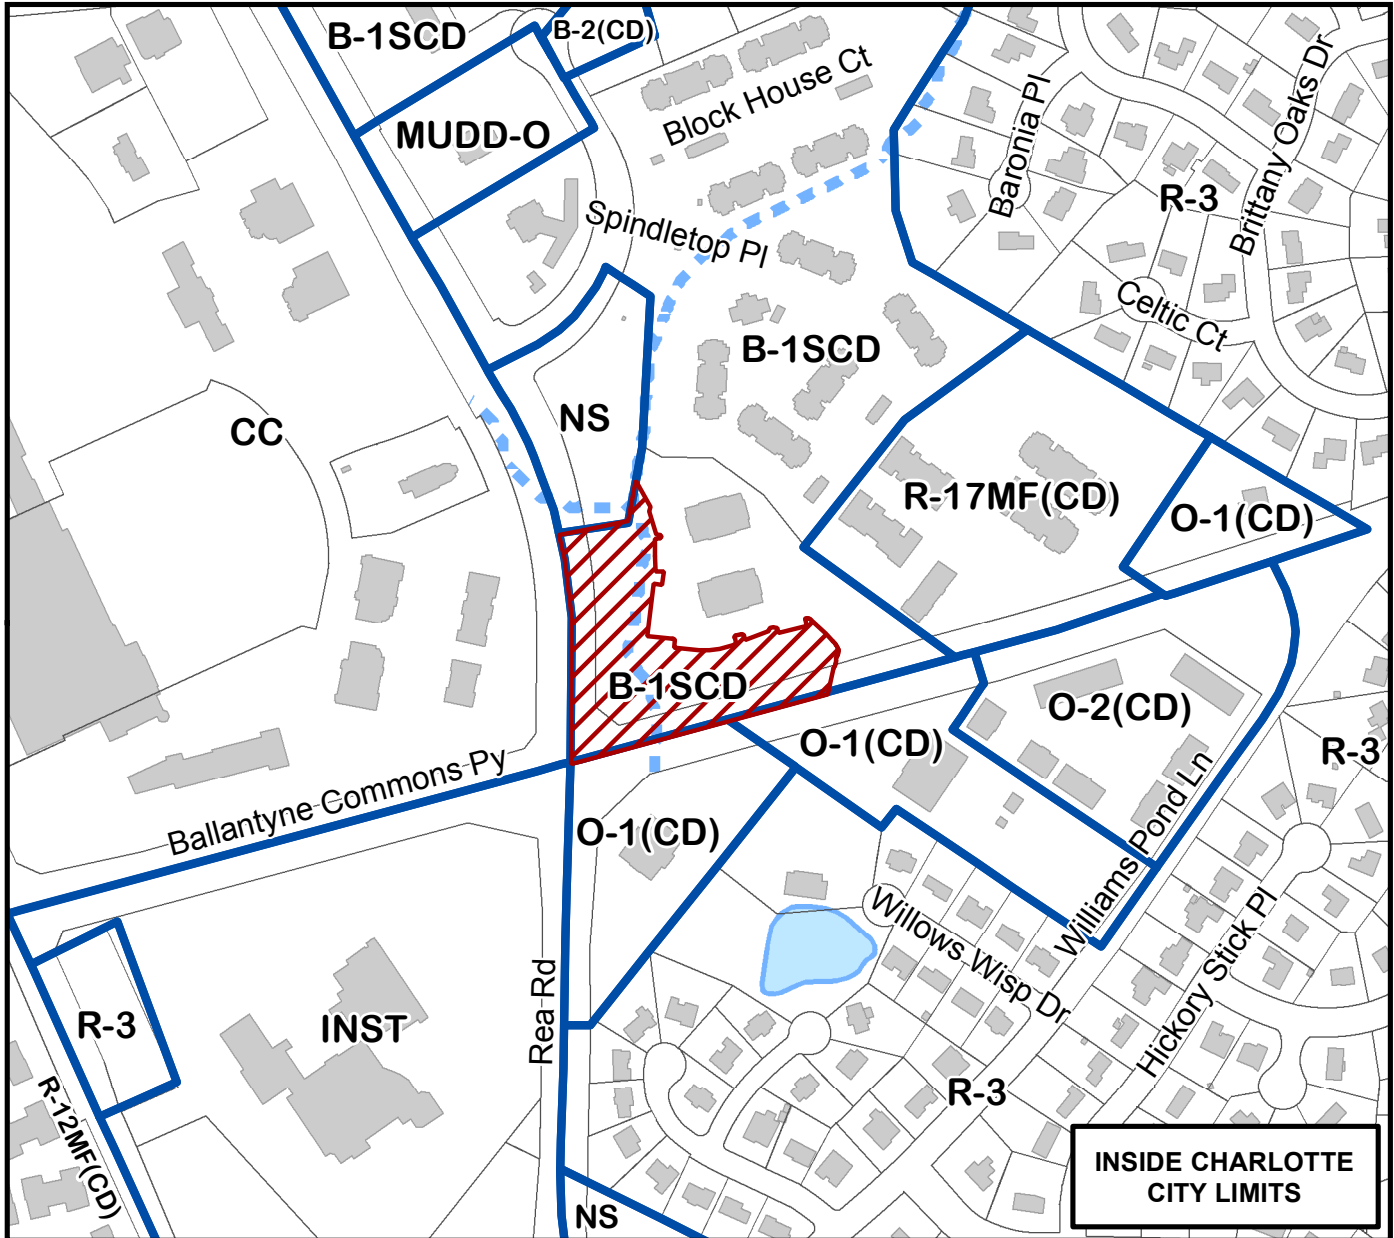 B-1SCD
B-2(CD)
MUDD-O
Block House Ct
Baronia Pl
Brittany Oaks Dr
R-3
Spindletop Pl
Celtic Ct
B-1SCD
NS
CC
R-17MF(CD)
O-1(CD)
B-1SCD
O-2(CD)
O-1(CD)
R-3
Ballantyne Commons Py
O-1(CD)
Williams Pond Ln
Willows Wisp Dr
Hickory Stick Pl
Rea Rd
R-3
INST
R-12MF(CD)
R-3
NS
INSIDE CHARLOTTE
CITY LIMITS